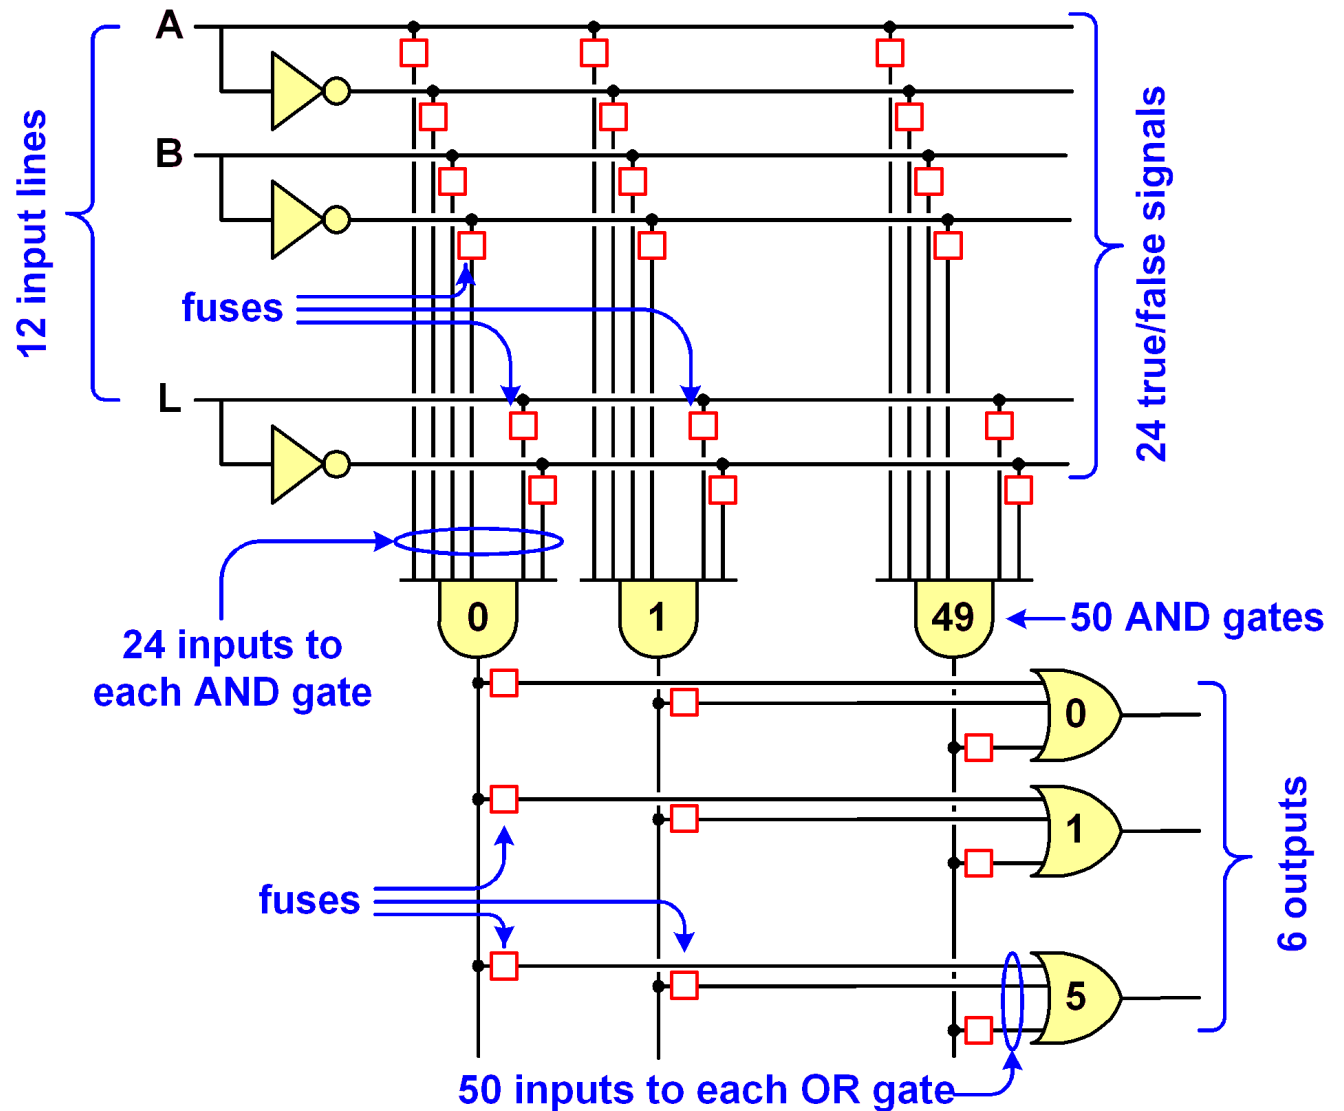 A
B
12 input lines
24 true/false signals
fuses
L
0
1
49
50 AND gates
24 inputs to
each AND gate
0
1
6 outputs
fuses
5
50 inputs to each OR gate